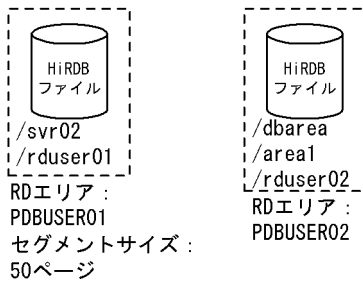 HiRDB
ファイル
/svr02
/rduser01
RDエリア：
PDBUSER01
セグメントサイズ：
50ページ
HiRDB
ファイル
/dbarea
/area1
/rduser02
RDエリア：
PDBUSER02